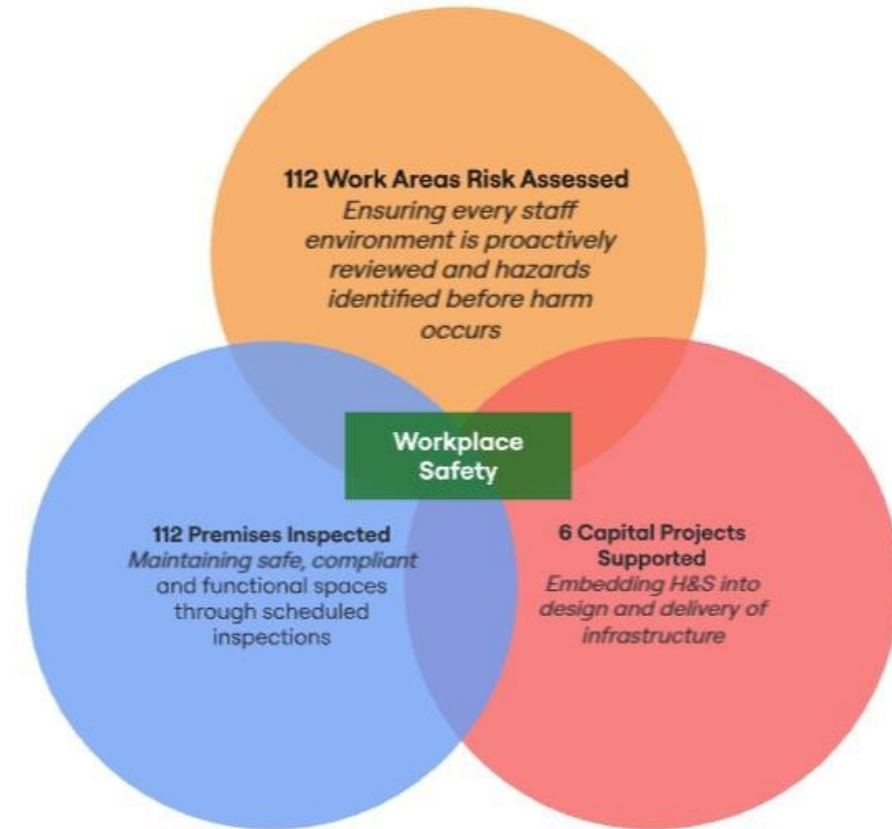 112 Work Areas Risk Assessed
Ensuring every staff
environment is proactively
reviewed and hazards
identified before harm
occurs
Workplace
Safety
112 Premises Inspected
Maintaining safe, compliant
and functional spaces
through scheduled
inspections
6 Capital Projects
Supported
Embedding H&S into
design and delivery of
infrastructure